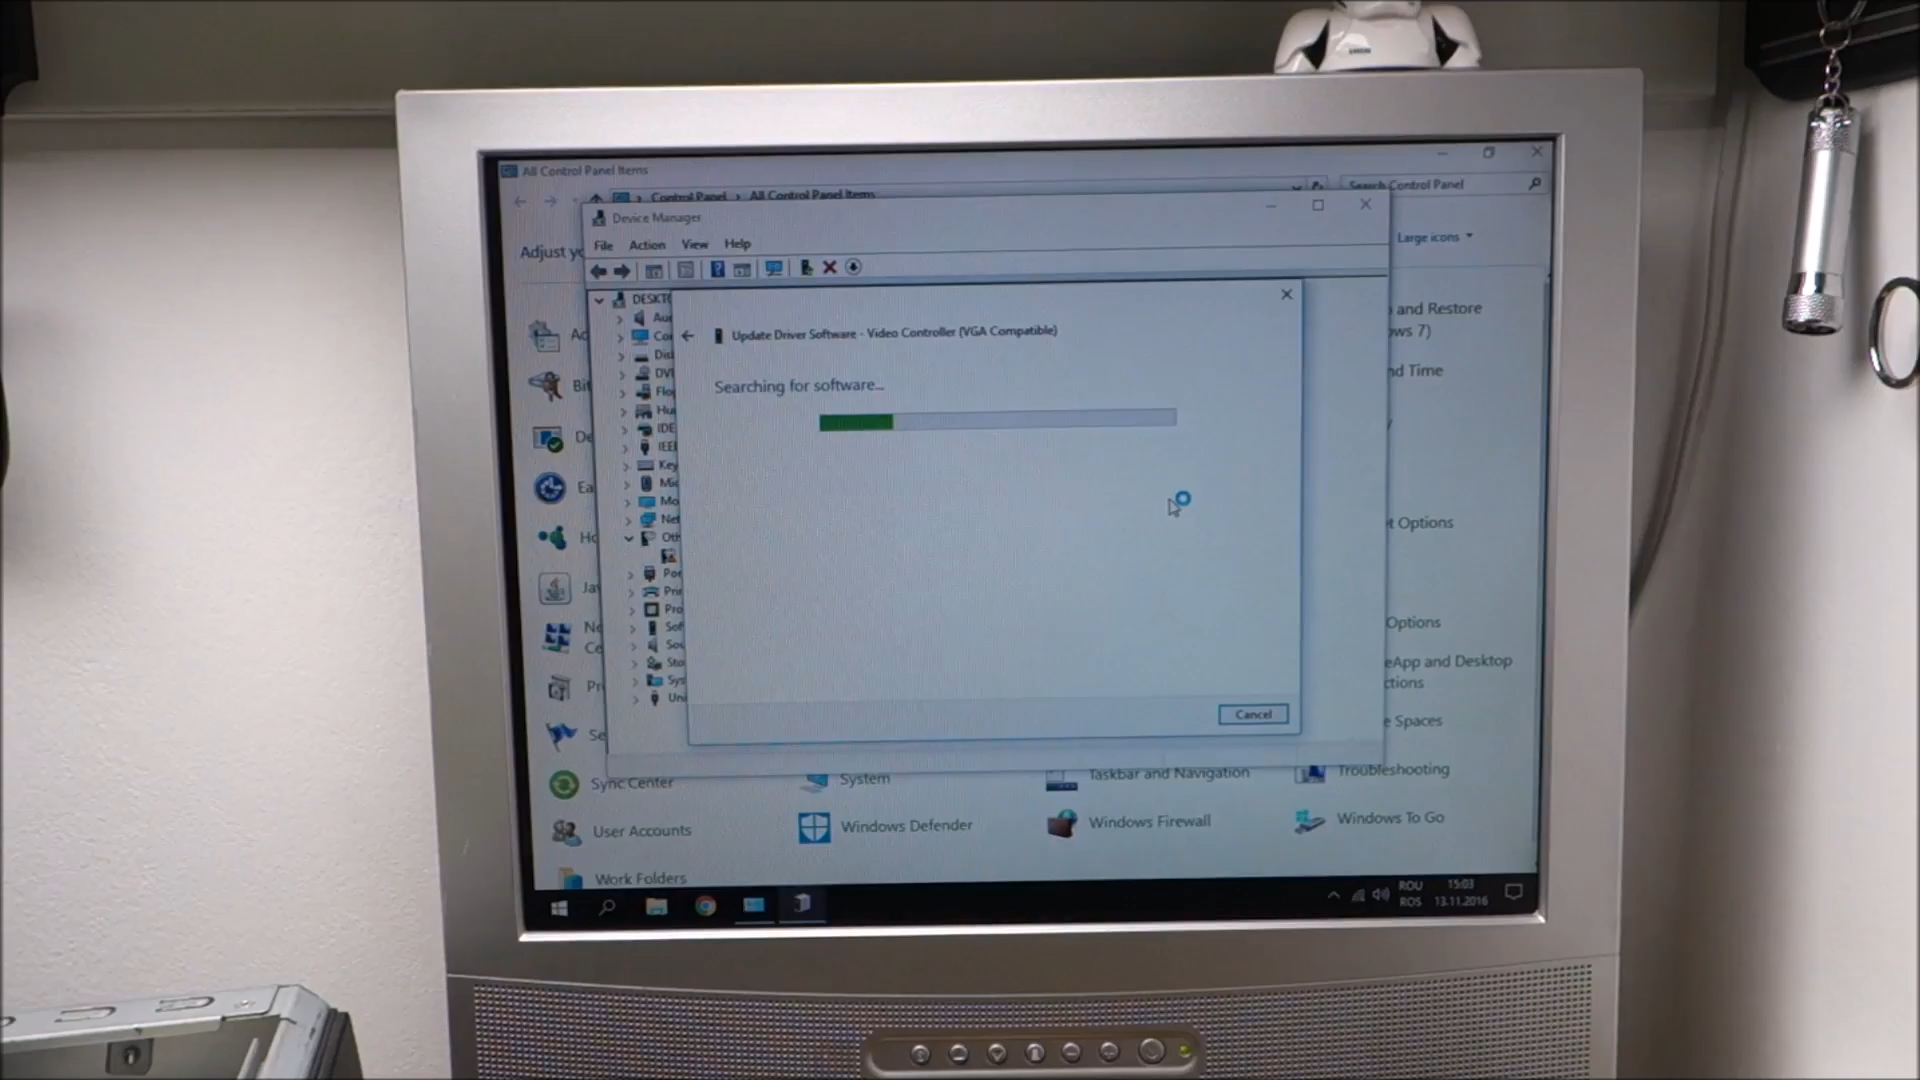 All Control Panel Items
Control Panel > All Control Panel Items
Search Control Panel
Device Manager
File Action View Help
Adjust
Large icons
Update Driver Software - Video Controller (VGA Compatible)
Searching for software...
Cancel
and Restore
ows 7)
nd Time
t Options
Options
eApp and Desktop
ctions
e Spaces
Sync Center
System
Taskbar and Navigation
Troubleshooting
User Accounts
Windows Defender
Windows Firewall
Windows To Go
Work Folders
ROU
ROS
15:03
13.11.2016